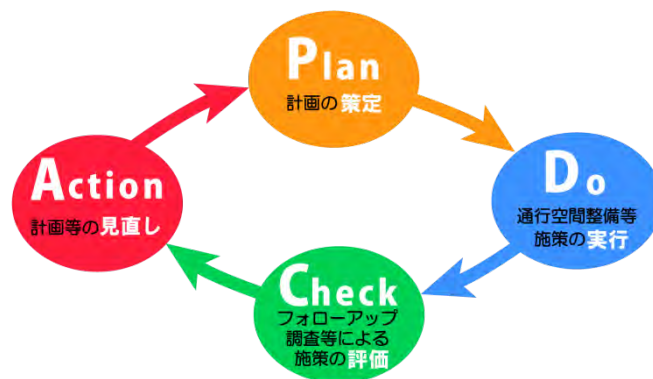 Plan
計画の策定
Do
通行空間整備等
施策の実行
Check
フォローアップ
調査等による
施策の評価
Action
計画等の見直し